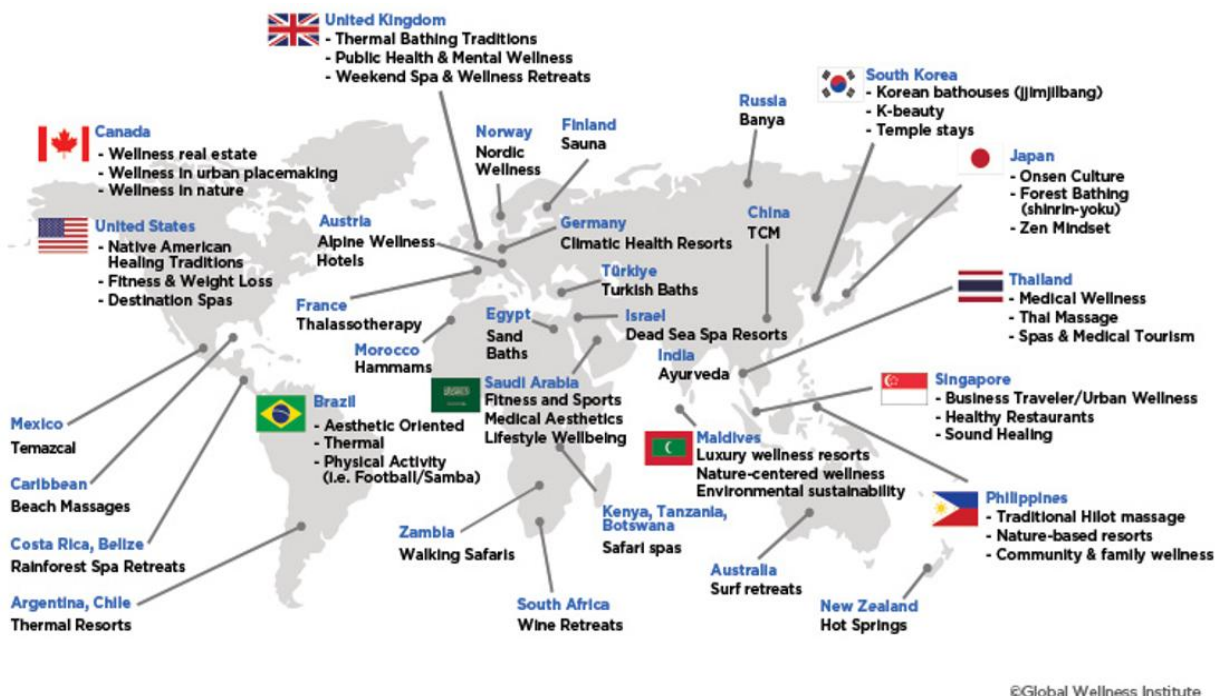 United Kingdom
- Thermal Bathing Traditions
- Public Health & Mental Wellness
- Weekend Spa & Wellness Retreats
South Korea
- Korean bathouses (jjimjilbang)
- K-beauty
- Temple stays
Russia
Banya
Canada
- Wellness real estate
- Wellness in urban placemaking
- Wellness in nature
Norway
Nordic
Wellness
Finland
Sauna
Japan
- Onsen Culture
- Forest Bathing
(shinrin-yoku)
- Zen Mindset
United States
- Native American
Healing Traditions
- Fitness & Weight Loss
- Destination Spas
Austria
Alpine Wellness
Hotels
Germany
Climatic Health Resorts
China
TCM
Türkiye
Turkish Baths
Thailand
- Medical Wellness
- Thai Massage
- Spas & Medical Tourism
France
Thalassotherapy
Egypt
Sand
Baths
Israel
Dead Sea Spa Resorts
Morocco
Hammams
India
Ayurveda
Saudi Arabia
Fitness and Sports
Medical Aesthetics
Lifestyle Wellbeing
Singapore
- Business Traveler/Urban Wellness
- Healthy Restaurants
- Sound Healing
Brazil
- Aesthetic Oriented
- Thermal
- Physical Activity
(i.e. Football/Samba)
Mexico
Temazcal
Maldives
Luxury wellness resorts
Nature-centered wellness
Environmental sustainability
Caribbean
Beach Massages
Philippines
- Traditional Hilot massage
- Nature-based resorts
- Community & family wellness
Kenya, Tanzania,
Botswana
Safari spas
Zambia
Walking Safaris
Costa Rica, Belize
Rainforest Spa Retreats
Australia
Surf retreats
Argentina, Chile
Thermal Resorts
South Africa
Wine Retreats
New Zealand
Hot Springs
©Global Wellness Institute